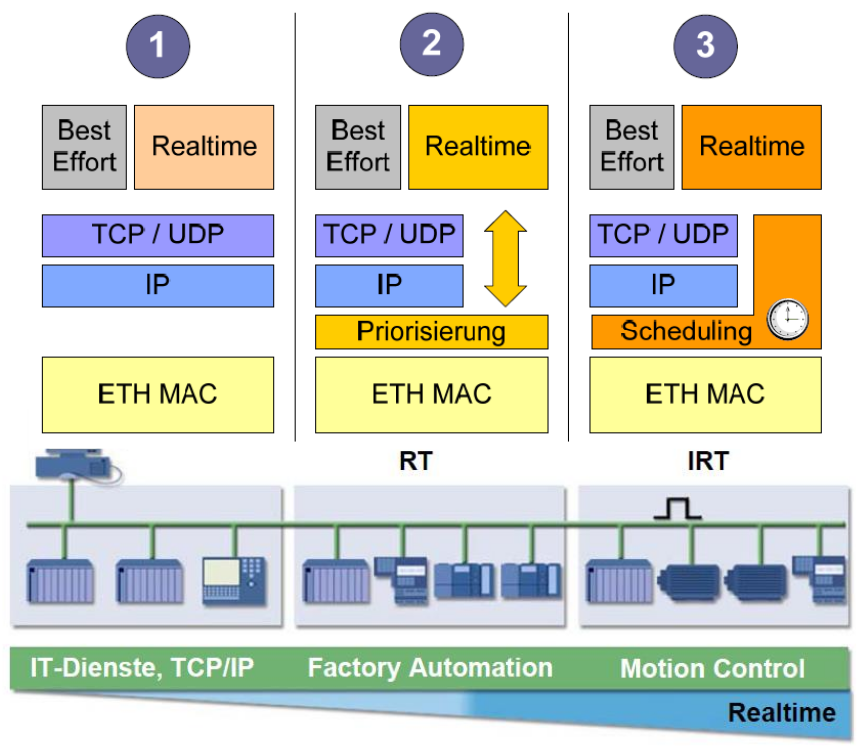 1
2
3
Best
Effort
Realtime
Best
Effort
Realtime
Best
Effort
Realtime
TCP / UDP
TCP / UDP
TCP / UDP
IP
IP
IP
Priorisierung
Scheduling
ETH MAC
ETH MAC
ETH MAC
RT
IRT
IT-Dienste, TCP/IP
Factory Automation
Motion Control
Realtime